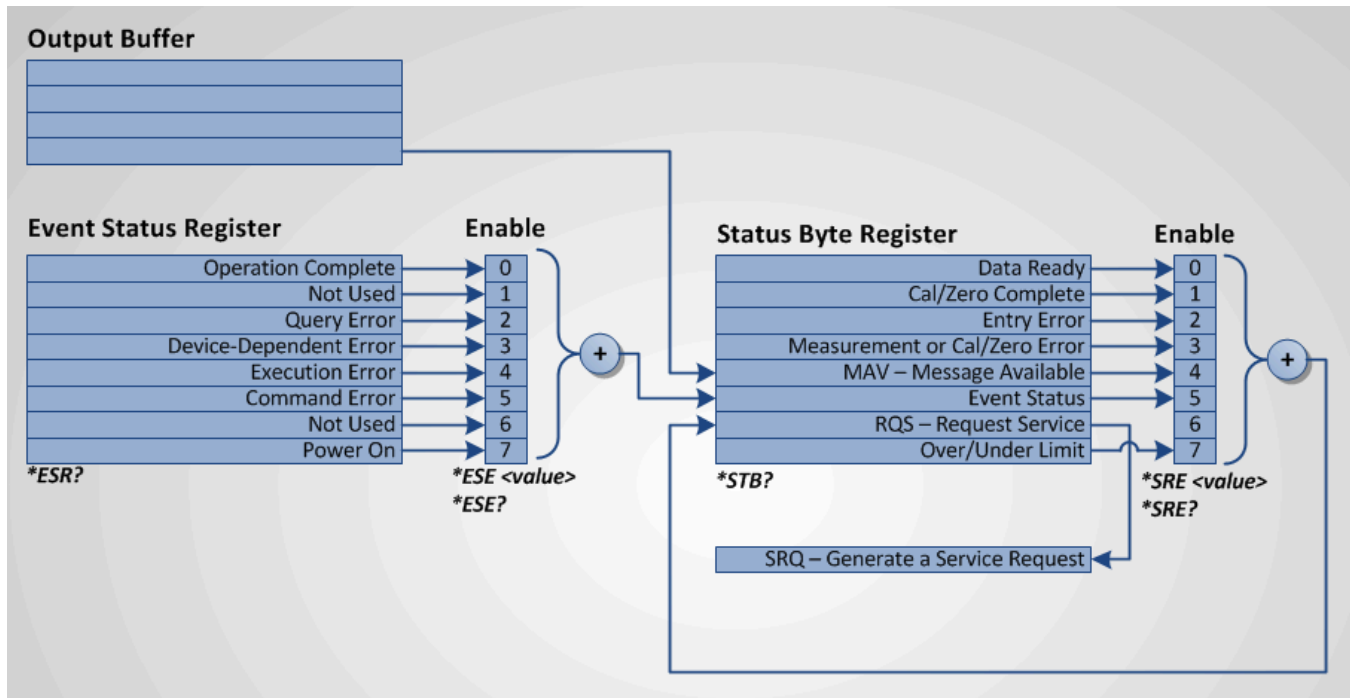 Output Buffer
Event Status Register
Enable
Operation Complete 0
Not Used 1
Query Error 2
Device-Dependent Error 3
Execution Error 4
Command Error 5
Not Used 6
Power On 7
+
*ESR?
*ESE <value>
*ESE?
Status Byte Register
Enable
Data Ready 0
Cal/Zero Complete 1
Entry Error 2
Measurement or Cal/Zero Error 3
MAV – Message Available 4
Event Status 5
RQS – Request Service 6
Over/Under Limit 7
+
*STB?
*SRE <value>
*SRE?
SRQ – Generate a Service Request